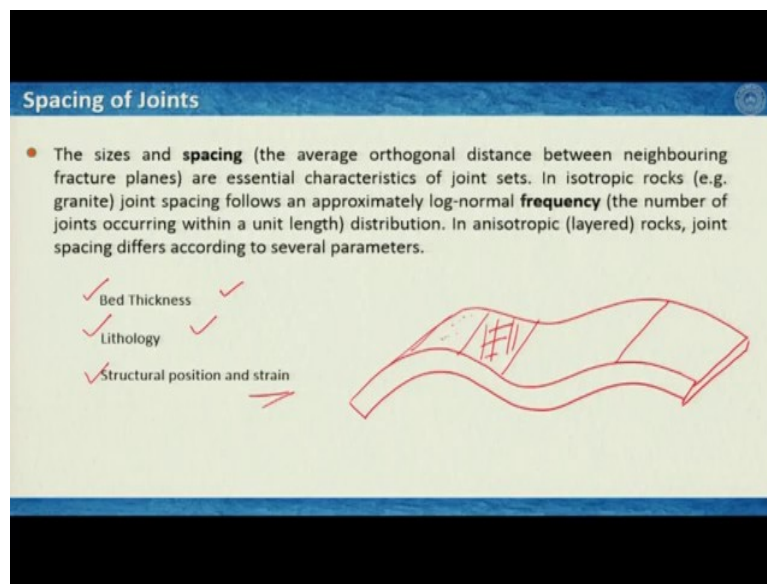 Spacing of Joints
The sizes and spacing (the average orthogonal distance between neighbouring
fracture planes) are essential characteristics of joint sets. In isotropic rocks (e.g.
granite) joint spacing follows an approximately log-normal frequency (the number of
joints occurring within a unit length) distribution. In anisotropic (layered) rocks, joint
spacing differs according to several parameters.
Bed Thickness
Lithology
Structural position and strain